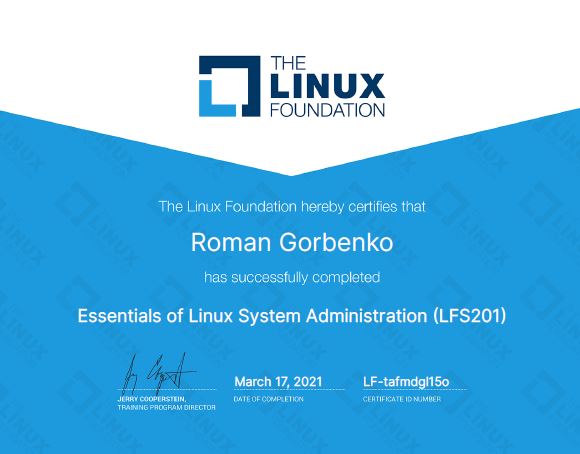 THE
LINUX
FOUNDATION
The Linux Foundation hereby certifies that
Roman Gorbenko
has successfully completed
Essentials of Linux System Administration (LFS201)
March 17, 2021
LF-tafmdgl15o
JERRY COOPERSTEIN,
TRAINING PROGRAM DIRECTOR
DATE OF COMPLETION
CERTIFICATE ID NUMBER